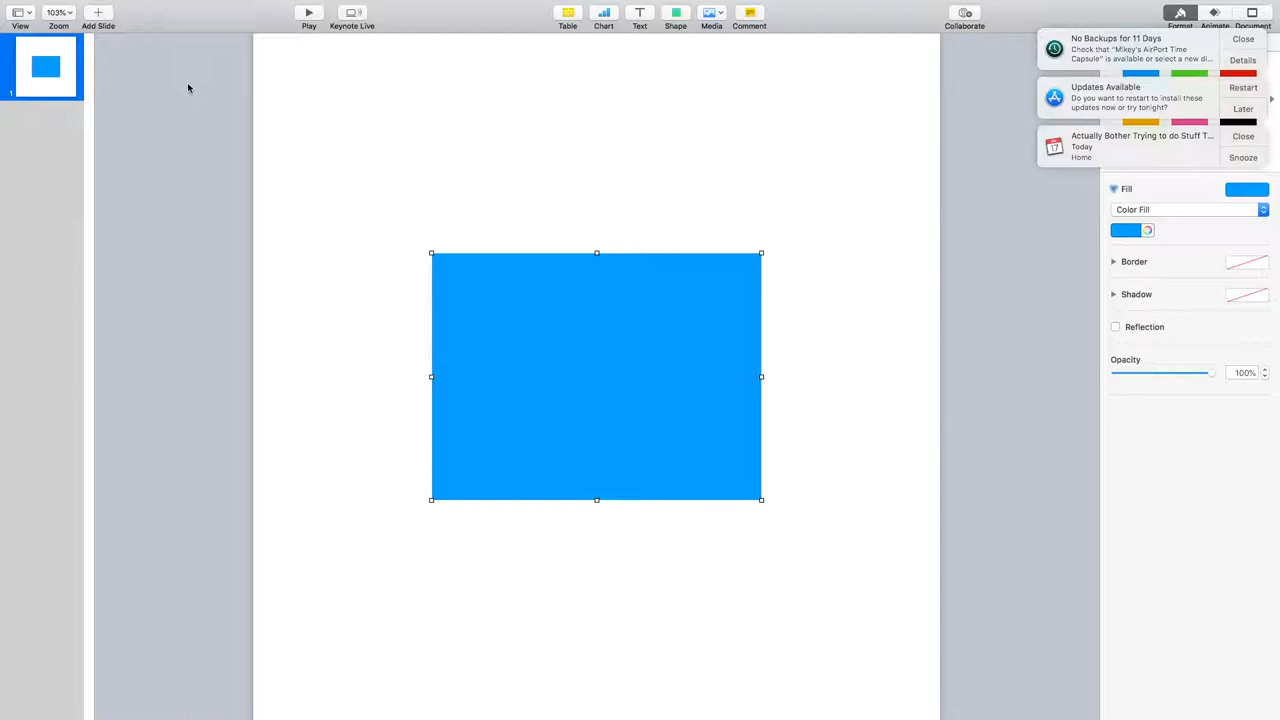 103%
View
Zoom
Add Slide
Play
Keynote Live
Table
Chart
Text
Shape
Media
Comment
Collaborate
Format
Animate
Document
No Backups for 11 Days
Check that “Mikey's AirPort Time
Capsule” is available or select a new di...
Close
Details
Updates Available
Do you want to restart to install these
updates now or try tonight?
Restart
Later
17
Actually Bother Trying to do Stuff T...
Today
Home
Close
Snooze
1
Fill
Color Fill
Border
Shadow
Reflection
Opacity
100%